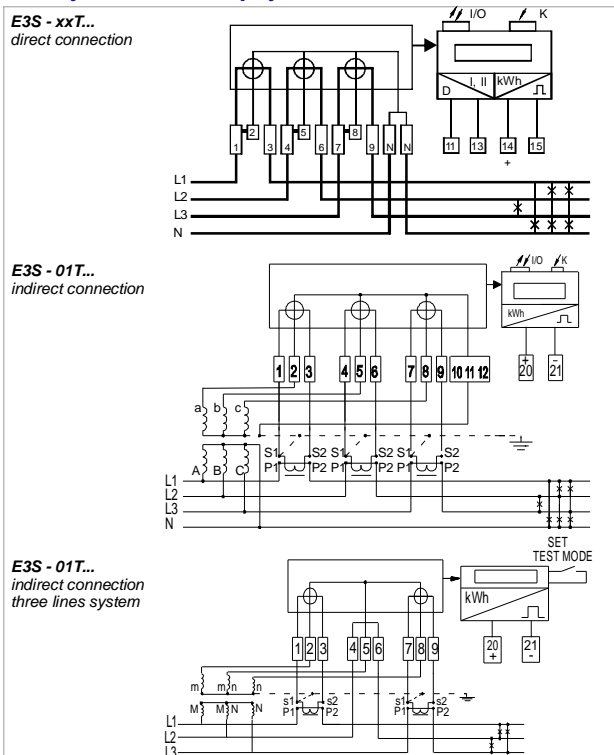 E3S - xxT...
direct connection
I/O K
D I, II kWh
2 5 8
1 3 4 6 7 9 N N
11 13 14 15
+
L1
L2
L3
N
E3S - 01T...
indirect connection
I/O K
kWh
1 2 3 4 5 6 7 8 9 10 11 12
+ -
20 21
a b c
S1 S2 S1 S2 S1 S2
P1 P2 P1 P2 P1 P2
A B C
L1
L2
L3
N
E3S - 01T...
indirect connection
three lines system
SET
TEST MODE
kWh
1 2 3 4 5 6 7 8 9
20 21
+ -
m m n n
s1 s2 s1 s2
M M N N P1 P2 P1 P2
L1
L2
L3